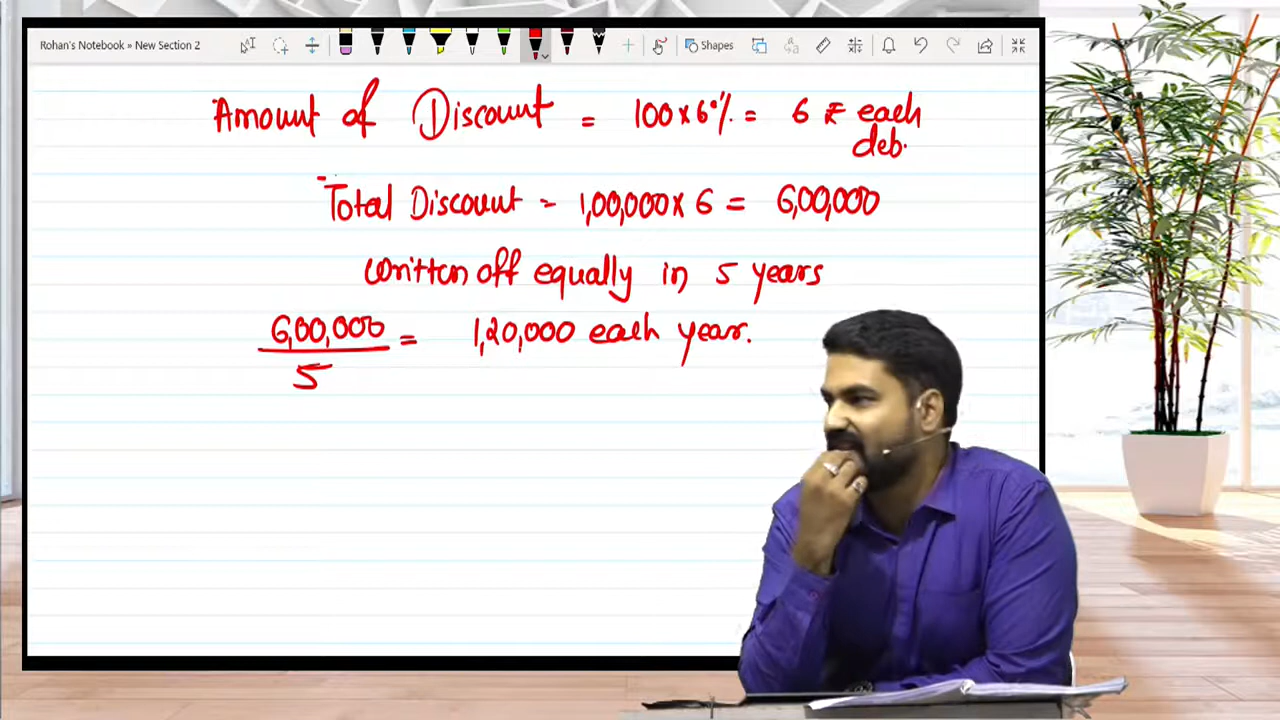 Rohan's Notebook » New Section 2
Shapes
Amount of Discount = 100 x 6% = 6 ₹ each
deb.
Total Discount = 1,00,000 x 6 = 6,00,000
Written off equally in 5 years
6,00,000 = 1,20,000 each year.
5